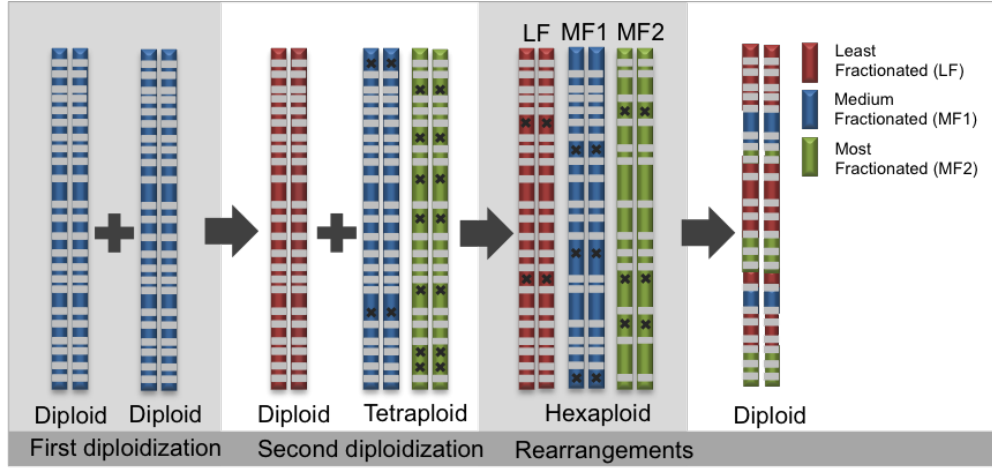 LF MF1 MF2
Least
Fractionated (LF)
Medium
Fractionated (MF1)
Most
Fractionated (MF2)
Diploid Diploid Diploid Tetraploid Hexaploid Diploid
First diploidization Second diploidization Rearrangements